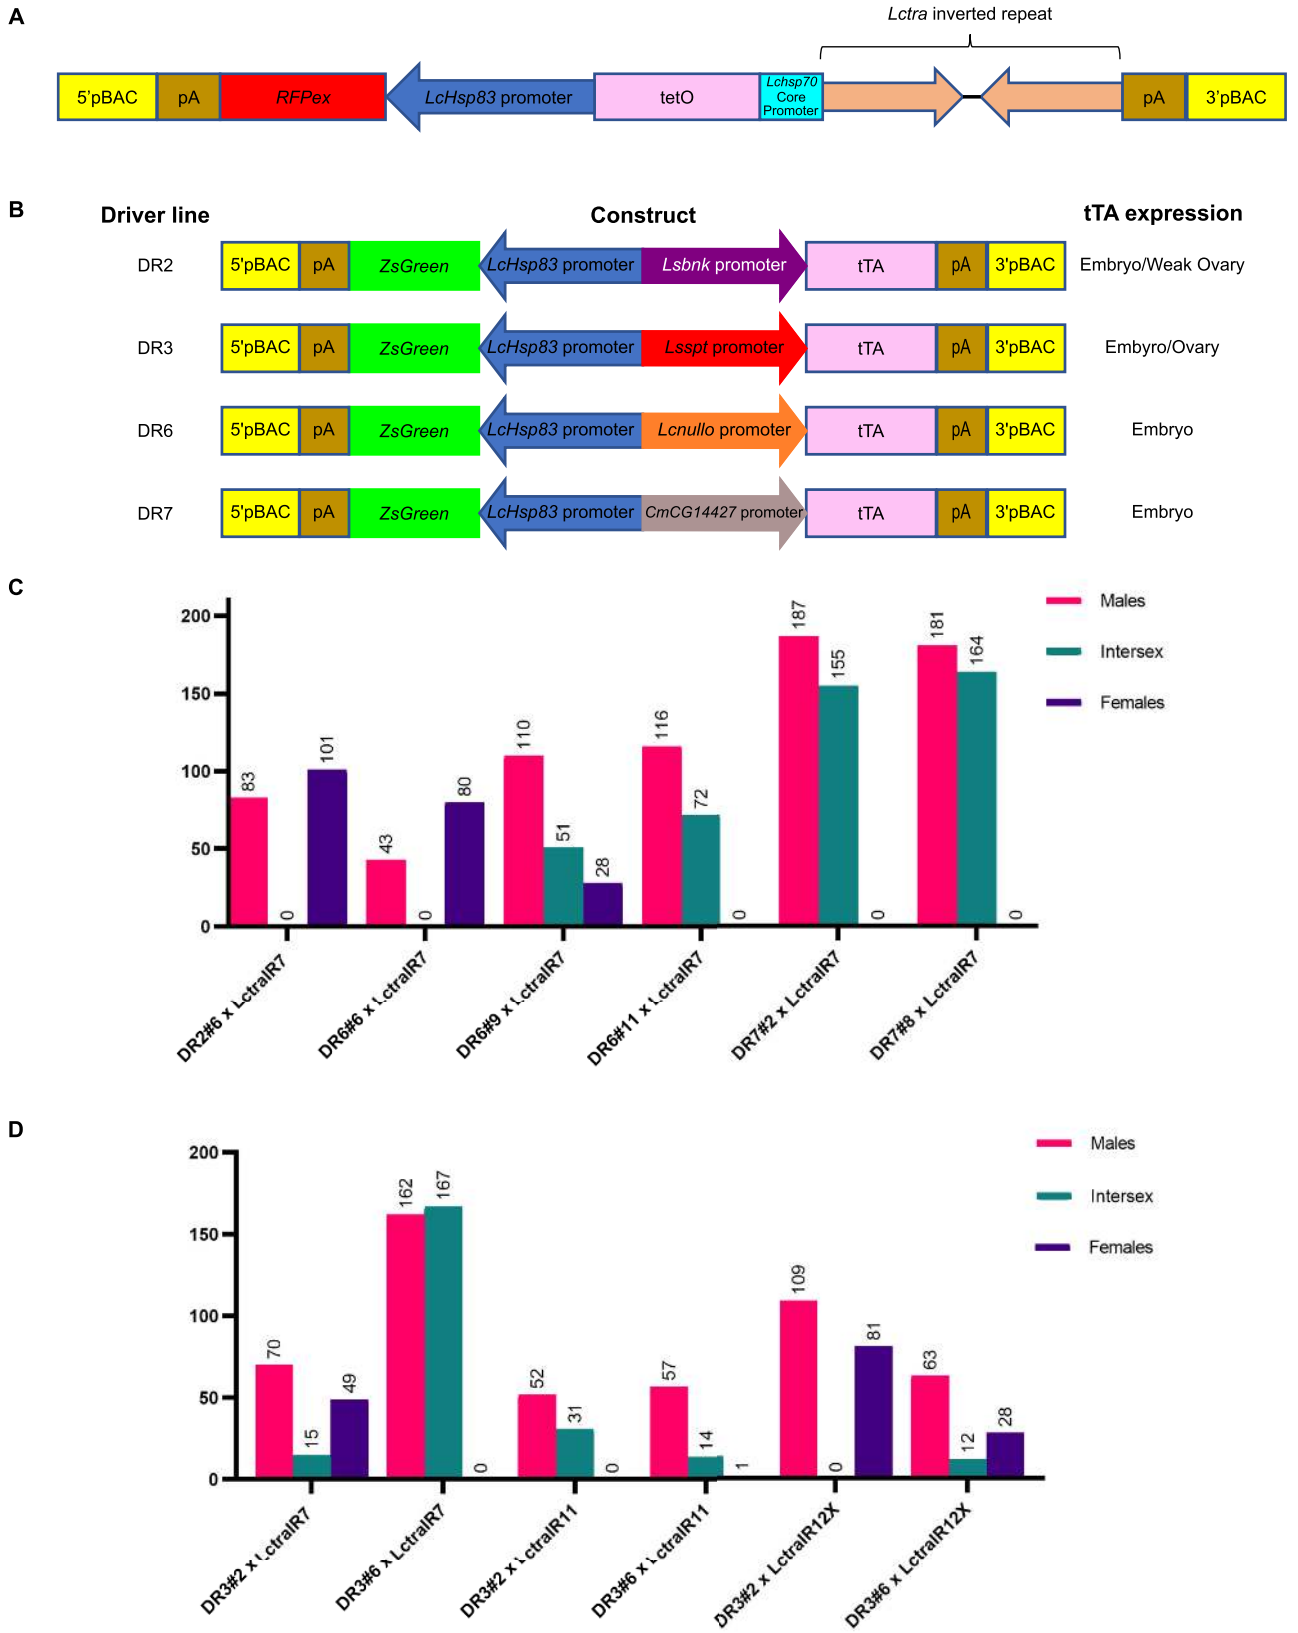 A
Lctra inverted repeat
5'pBAC pA RFPex LcHsp83 promoter tetO Lchsp70 Core Promoter pA 3'pBAC
B
Driver line Construct tTA expression
DR2 5'pBAC pA ZsGreen LcHsp83 promoter Lsbnk promoter tTA pA 3'pBAC Embryo/Weak Ovary
DR3 5'pBAC pA ZsGreen LcHsp83 promoter Lsspt promoter tTA pA 3'pBAC Embyro/Ovary
DR6 5'pBAC pA ZsGreen LcHsp83 promoter Lcnullo promoter tTA pA 3'pBAC Embryo
DR7 5'pBAC pA ZsGreen LcHsp83 promoter CmCG14427 promoter tTA pA 3'pBAC Embryo
C
200
150
100
50
0
83 0 101
43 0 80
110 51 28
116 72 0
187 155 0
181 164 0
Males
Intersex
Females
DR2#6 x LctraIR7
DR6#6 x LctraIR7
DR6#9 x LctraIR7
DR6#11 x LctraIR7
DR7#2 x LctraIR7
DR7#8 x LctraIR7
D
200
150
100
50
0
70 15 49
162 167 0
52 31 0
57 14 1
109 0 81
63 12 28
Males
Intersex
Females
DR3#2 x LctraIR7
DR3#6 x LctraIR7
DR3#2 x LctraIR11
DR3#6 x LctraIR11
DR3#2 x LctraIR12X
DR3#6 x LctraIR12X